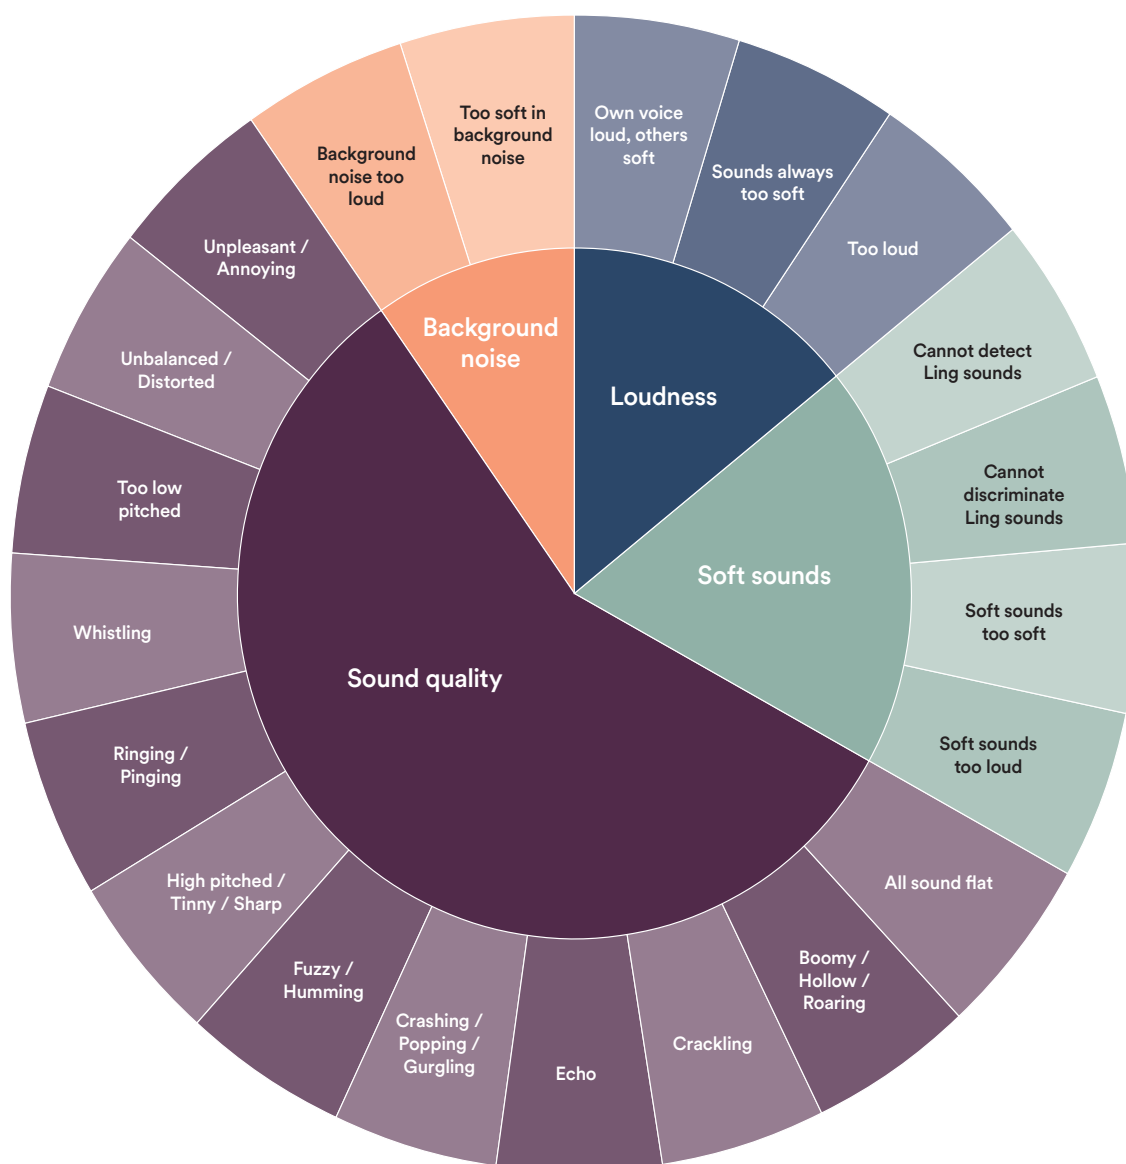 Own voice
loud, others
soft
Sounds always
too soft
Too loud
Cannot detect
Ling sounds
Cannot
discriminate
Ling sounds
Soft sounds
too soft
Soft sounds
too loud
All sound flat
Boomy /
Hollow /
Roaring
Crackling
Echo
Crashing /
Popping /
Gurgling
Fuzzy /
Humming
High pitched /
Tinny / Sharp
Ringing /
Pinging
Whistling
Too low
pitched
Unbalanced /
Distorted
Unpleasant /
Annoying
Background
noise too
loud
Too soft in
background
noise
Loudness
Soft sounds
Sound quality
Background
noise